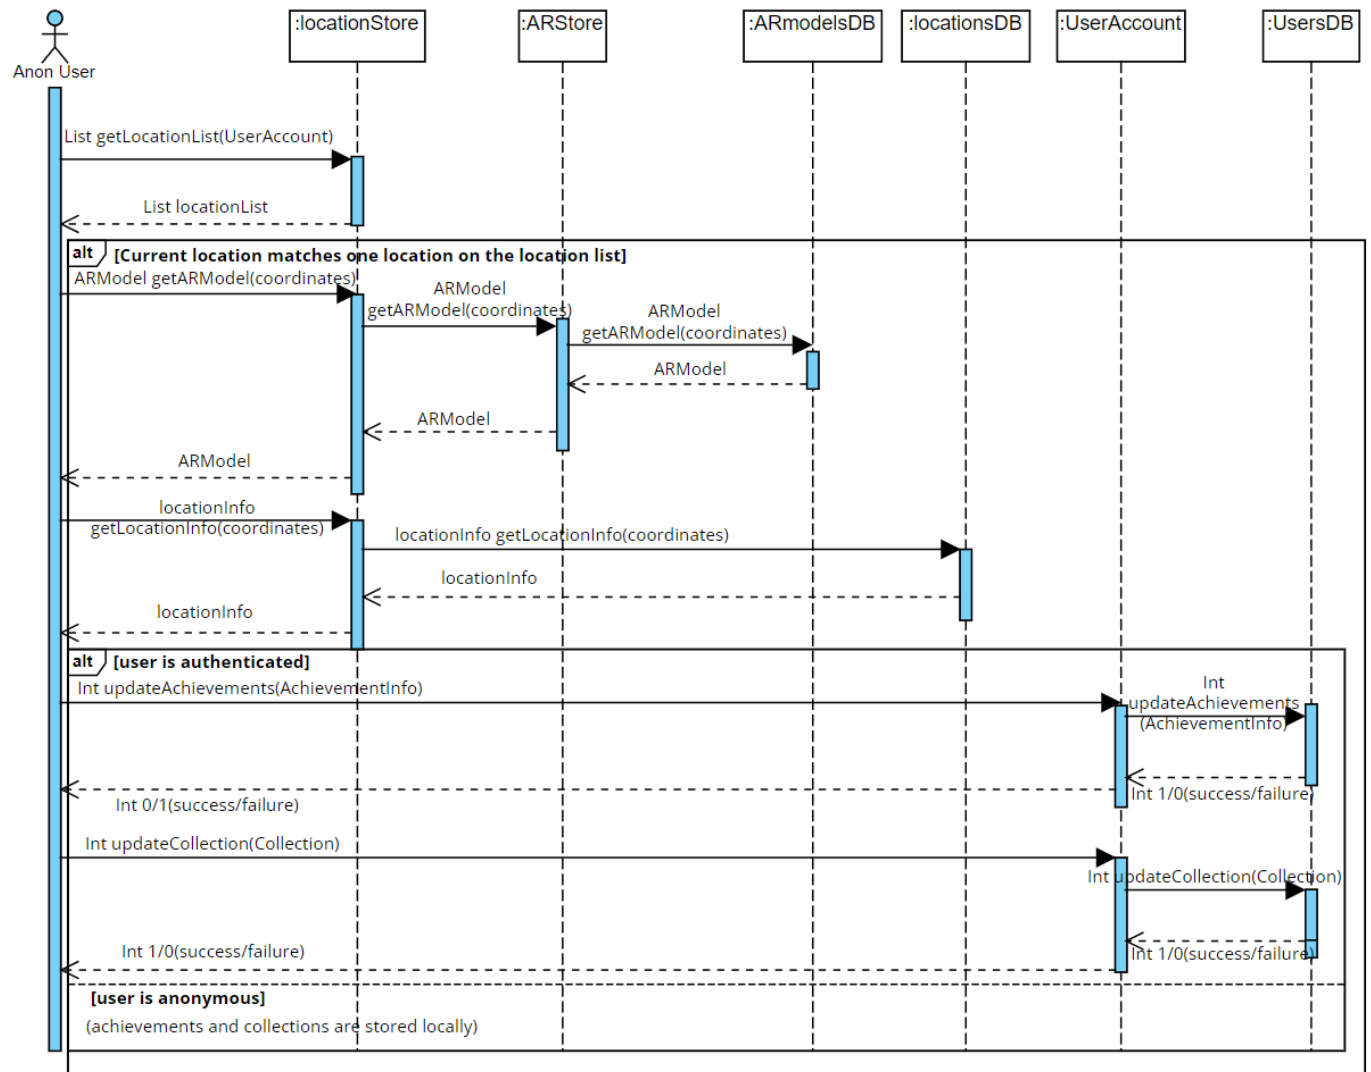 :locationStore
:ARStore
:ARmodelsDB
:locationsDB
:UserAccount
:UsersDB
Anon User
List getLocationList(UserAccount)
List locationList
alt
[Current location matches one location on the location list]
ARModel getARModel(coordinates)
ARModel
getARModel(coordinates)
ARModel
getARModel(coordinates)
ARModel
ARModel
ARModel
locationInfo
getLocationInfo(coordinates)
locationInfo getLocationInfo(coordinates)
locationInfo
locationInfo
alt
[user is authenticated]
Int updateAchievements(AchievementInfo)
Int
updateAchievements
(AchievementInfo)
Int 1/0(success/failure)
Int 0/1(success/failure)
Int updateCollection(Collection)
Int updateCollection(Collection)
Int 1/0(success/failure)
Int 1/0(success/failure)
[user is anonymous]
(achievements and collections are stored locally)